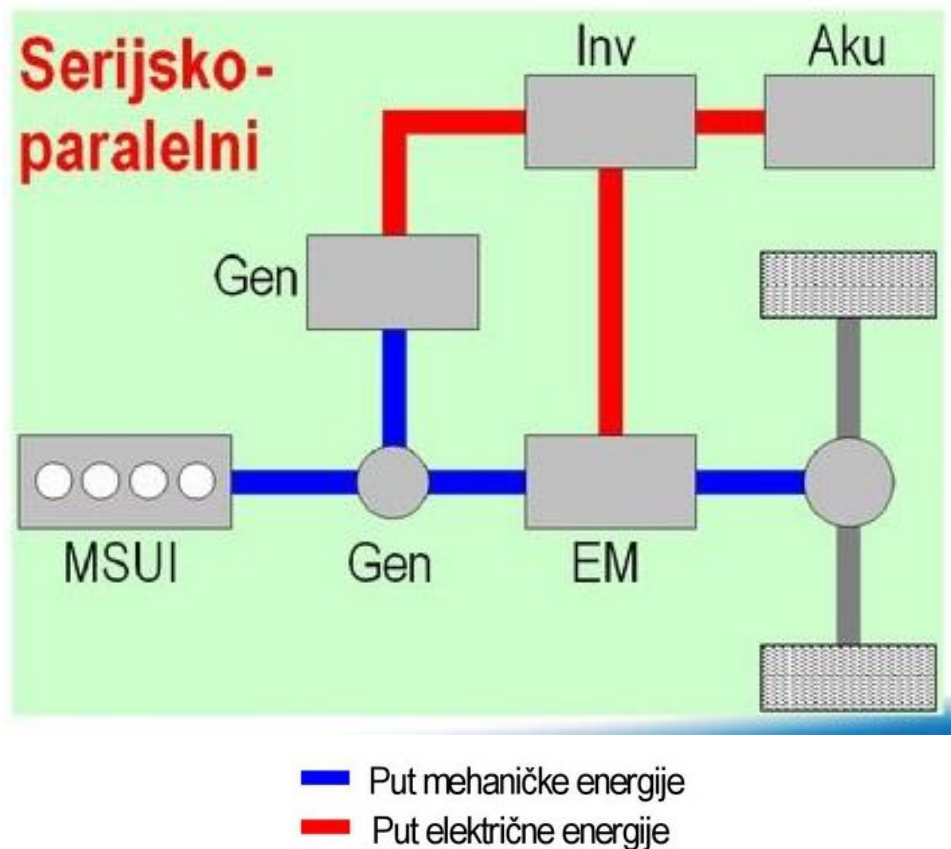 Serijsko-
paralelni
Inv
Aku
Gen
MSUI
Gen
EM
Put mehaničke energije
Put električne energije